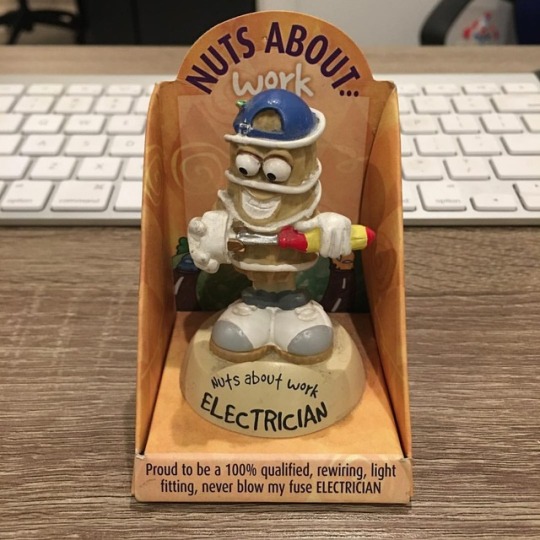 NUTS ABOUT...
work
Nuts about work
ELECTRICIAN
Proud to be a 100% qualified, rewiring, light
fitting, never blow my fuse ELECTRICIAN